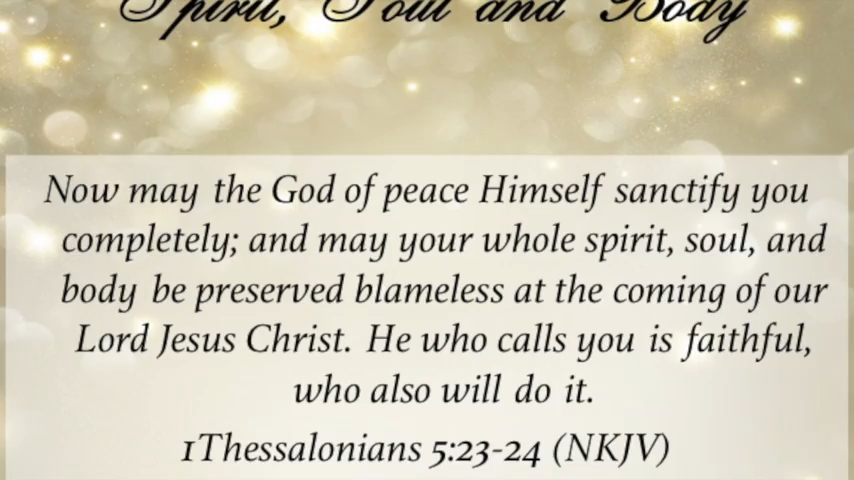 Spirit, Soul and Body
Now may the God of peace Himself sanctify you
completely; and may your whole spirit, soul, and
body be preserved blameless at the coming of our
Lord Jesus Christ. He who calls you is faithful,
who also will do it.
1Thessalonians 5:23-24 (NKJV)